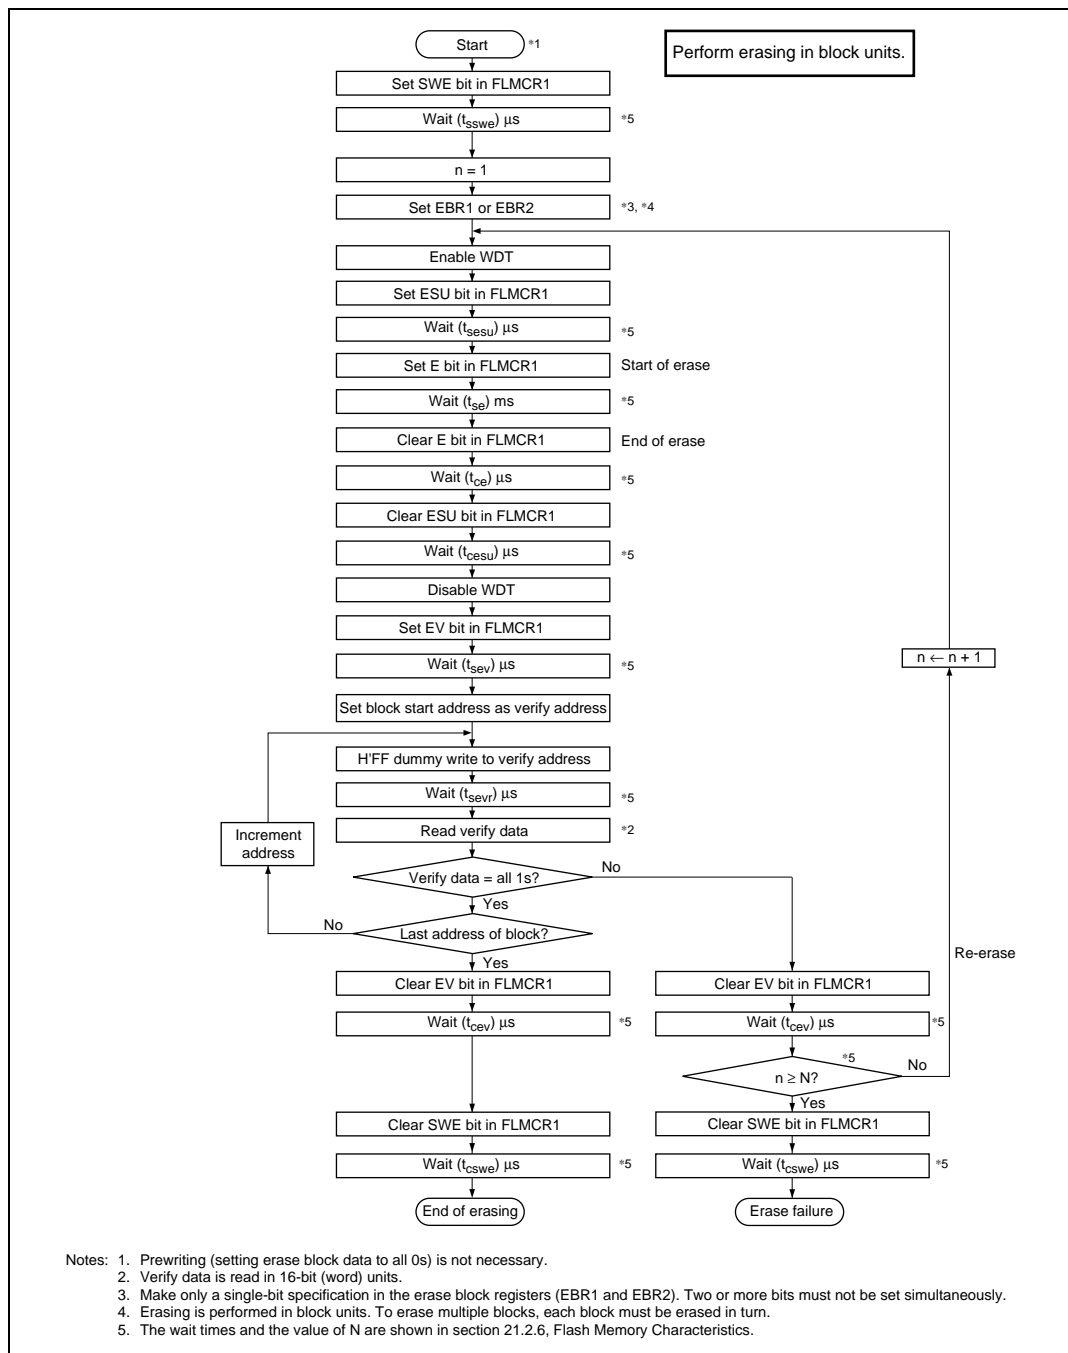 Start *1
Perform erasing in block units.
Set SWE bit in FLMCR1
Wait (tsswe) μs *5
n = 1
Set EBR1 or EBR2 *3, *4
Enable WDT
Set ESU bit in FLMCR1
Wait (tsesu) μs *5
Set E bit in FLMCR1 Start of erase
Wait (tse) ms *5
Clear E bit in FLMCR1 End of erase
Wait (tce) μs *5
Clear ESU bit in FLMCR1
Wait (tcesu) μs *5
Disable WDT
Set EV bit in FLMCR1
Wait (tsev) μs *5
n ← n + 1
Set block start address as verify address
H'FF dummy write to verify address
Wait (tsevr) μs *5
Read verify data *2
Increment
address
Verify data = all 1s?
No
Yes
Last address of block?
No
Yes
Re-erase
Clear EV bit in FLMCR1
Wait (tcev) μs *5
Clear EV bit in FLMCR1
Wait (tcev) μs *5
n ≥ N? *5
No
Yes
Clear SWE bit in FLMCR1
Wait (tcswe) μs *5
End of erasing
Clear SWE bit in FLMCR1
Wait (tcswe) μs *5
Erase failure
Notes: 1. Prewriting (setting erase block data to all 0s) is not necessary.
2. Verify data is read in 16-bit (word) units.
3. Make only a single-bit specification in the erase block registers (EBR1 and EBR2). Two or more bits must not be set simultaneously.
4. Erasing is performed in block units. To erase multiple blocks, each block must be erased in turn.
5. The wait times and the value of N are shown in section 21.2.6, Flash Memory Characteristics.